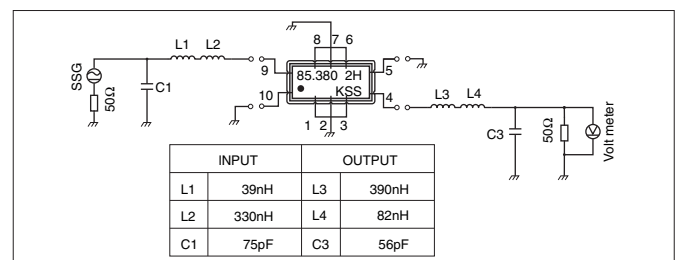 8 7 6
L1 L2
9
85.380 2H
5
SSG
50Ω
C1
10
KSS
4
L3 L4
1 2 3
C3
50Ω
Volt meter
INPUT OUTPUT
L1 39nH L3 390nH
L2 330nH L4 82nH
C1 75pF C3 56pF